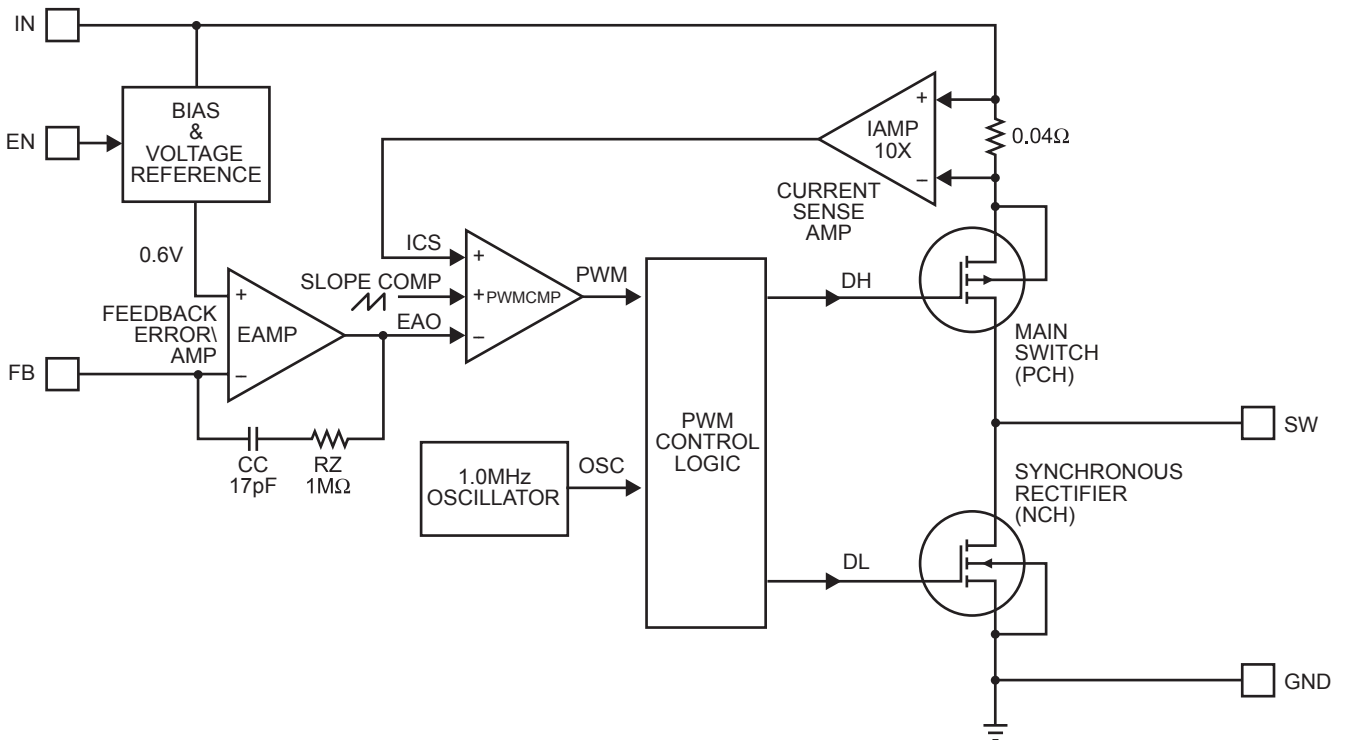 IN
BIAS
&
VOLTAGE
REFERENCE
EN
IAMP
10X
+
–
0.04Ω
CURRENT
SENSE
AMP
0.6V
ICS
SLOPE COMP
EAO
+
+
–
PWMCMP
PWM
FEEDBACK
ERROR\
AMP
+
EAMP
–
FB
CC
17pF
RZ
1MΩ
1.0MHz
OSCILLATOR
OSC
PWM
CONTROL
LOGIC
DH
MAIN
SWITCH
(PCH)
SW
SYNCHRONOUS
RECTIFIER
(NCH)
DL
GND